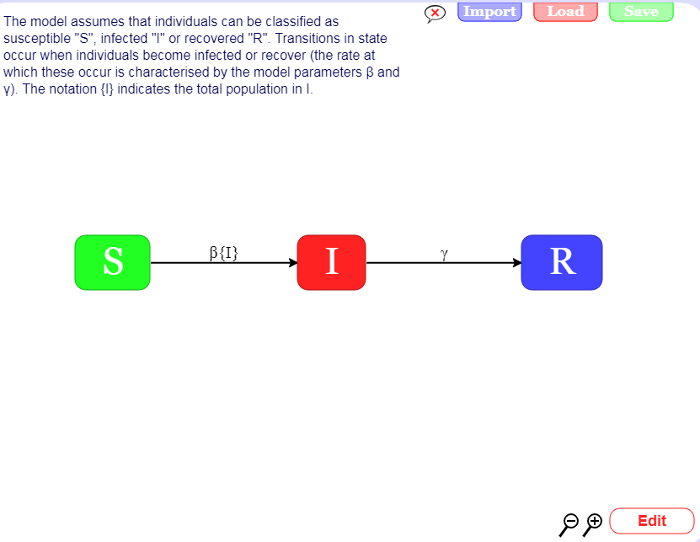 The model assumes that individuals can be classified as
susceptible "S", infected "I" or recovered "R". Transitions in state
occur when individuals become infected or recover (the rate at
which these occur is characterised by the model parameters β and
γ). The notation {I} indicates the total population in I.
Import Load Save
S β{I} I γ R
Edit